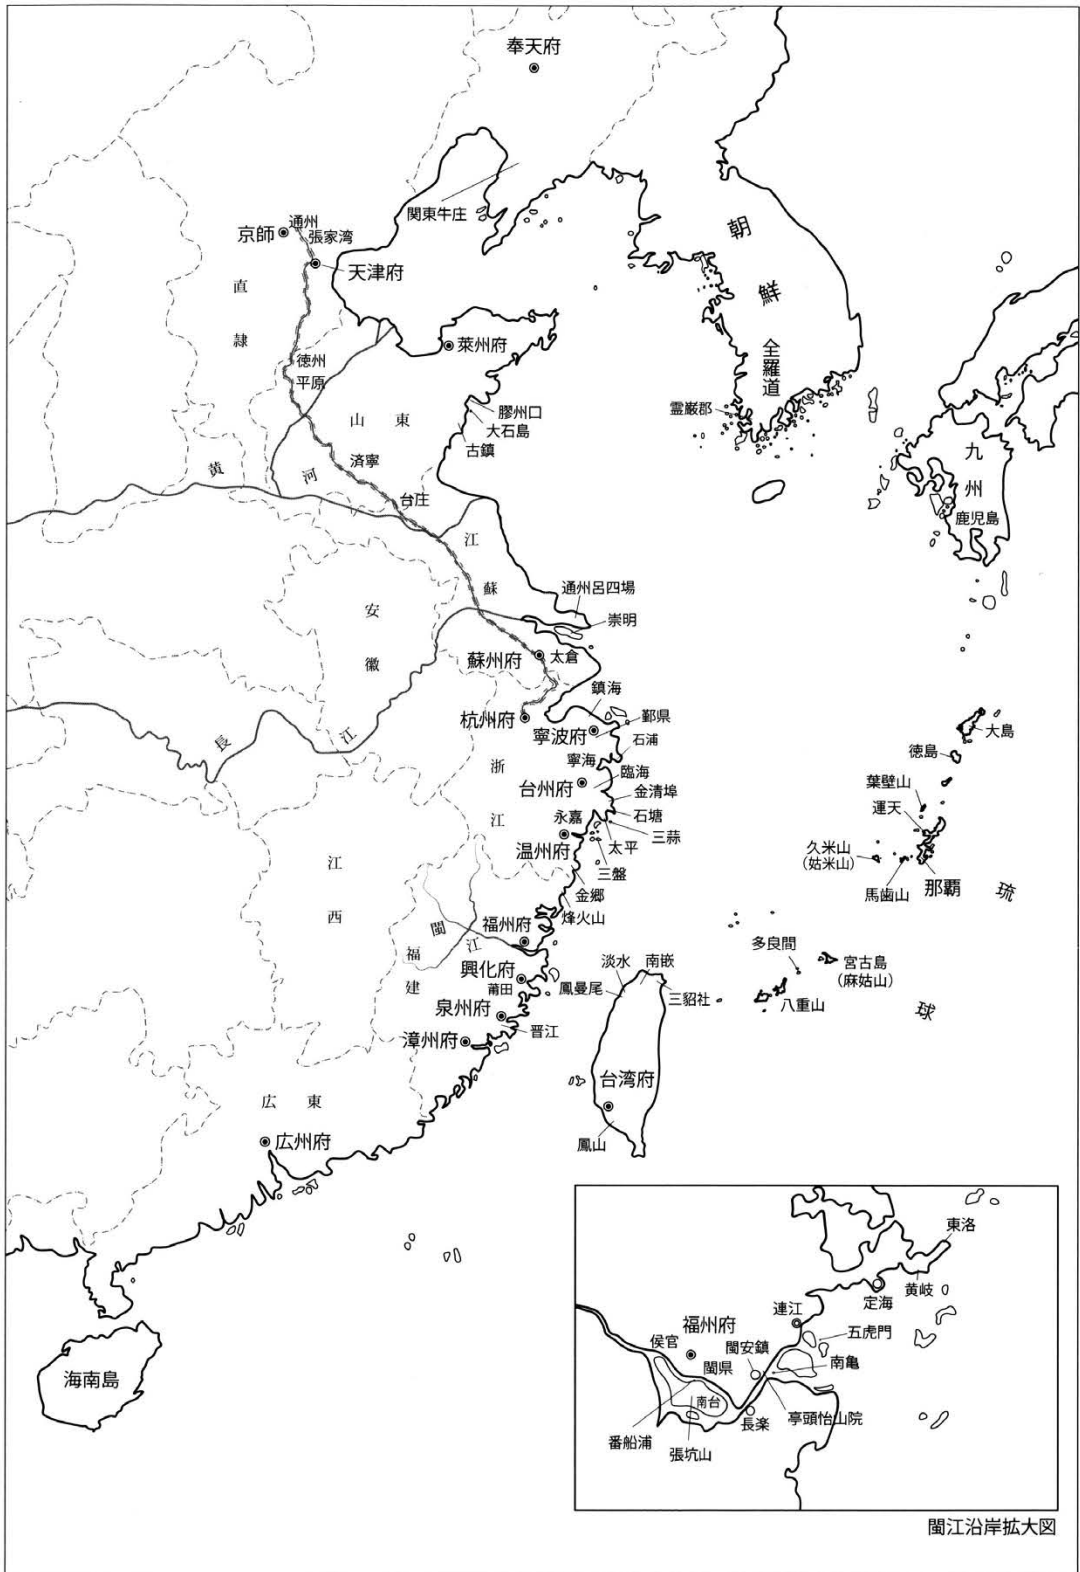 奉天府
関東牛庄
通州
京師
張家湾
天津府
直隷
朝鮮
全羅道
霊巌郡
萊州府
徳州
平原
膠州口
大石島
古鎮
山東
済寧
黄河
台庄
九州
鹿児島
江蘇
安徽
通州呂四場
崇明
蘇州府
太倉
鎮海
杭州府
鄞県
寧波府
石浦
寧海
長江
浙江
臨海
台州府
金清埠
石塘
永嘉
三蒜
太平
温州府
三盤
金郷
烽火山
大島
徳島
葉壁山
運天
久米山
(姑米山)
馬歯山
那覇
琉球
江西
福建
閩江
福州府
興化府
莆田
泉州府
晋江
漳州府
淡水
南嵌
鳳曼尾
三貂社
多良間
宮古島
(麻姑山)
八重山
台湾府
鳳山
広東
広州府
海南島
東洛
黄岐
定海
連江
五虎門
福州府
侯官
閩安鎮
閩県
南亀
南台
亭頭怡山院
長楽
番船浦
張坑山
閩江沿岸拡大図